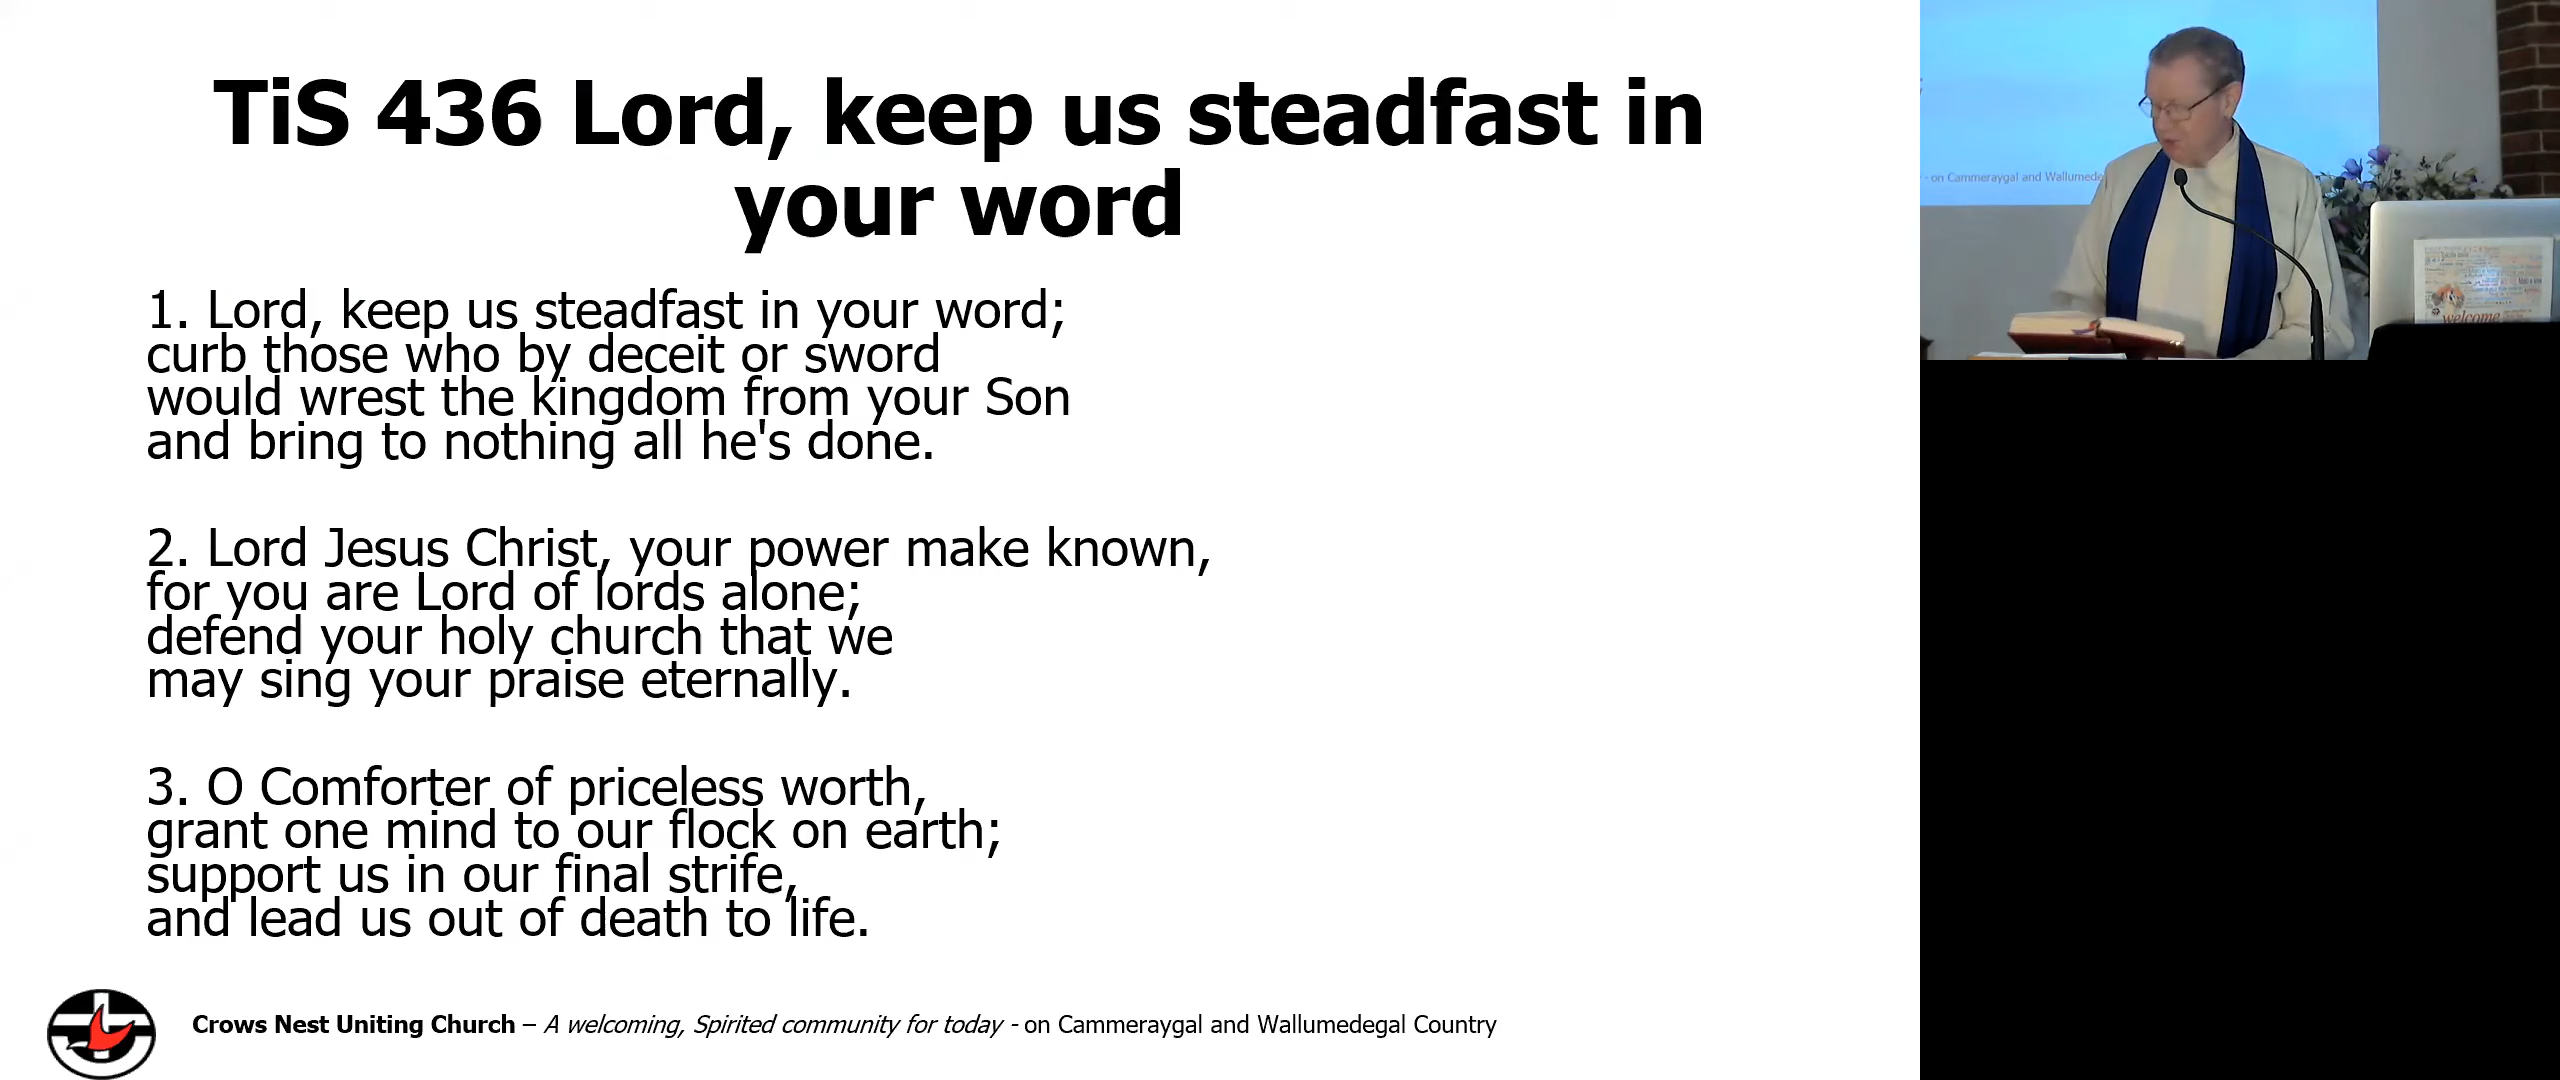 TiS 436 Lord, keep us steadfast in
your word
1. Lord, keep us steadfast in your word;
curb those who by deceit or sword
would wrest the kingdom from your Son
and bring to nothing all he's done.
2. Lord Jesus Christ, your power make known,
for you are Lord of lords alone;
defend your holy church that we
may sing your praise eternally.
3. O Comforter of priceless worth,
grant one mind to our flock on earth;
support us in our final strife,
and lead us out of death to life.
Crows Nest Uniting Church – A welcoming, Spirited community for today - on Cammeraygal and Wallumedegal Country
- on Cammeraygal and Wallumede
welcome